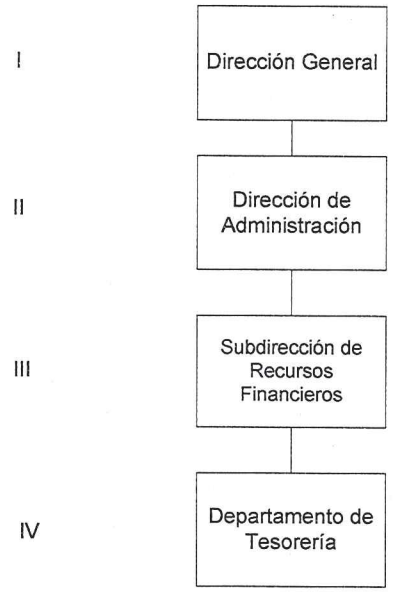 I
Dirección General
II
Dirección de
Administración
III
Subdirección de
Recursos
Financieros
IV
Departamento de
Tesorería